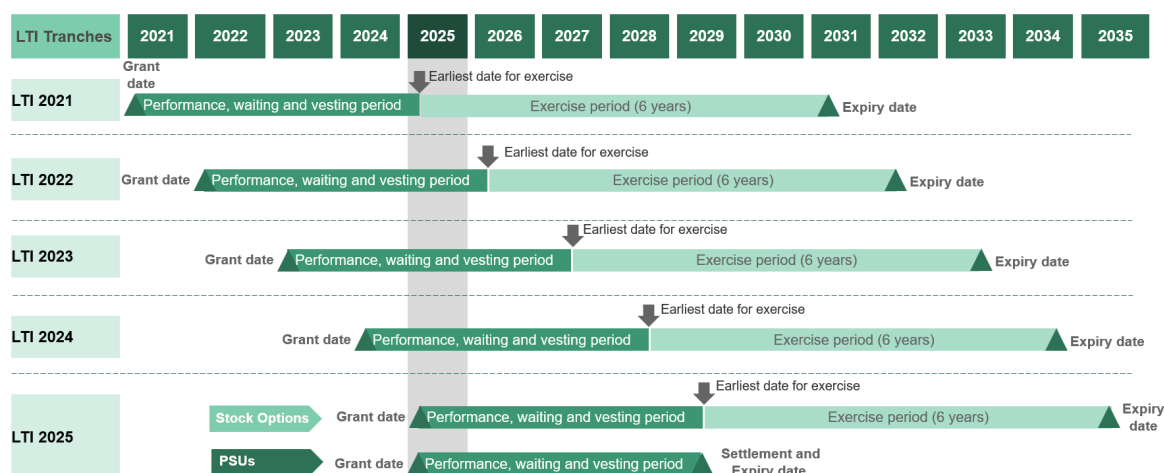 LTI Tranches 2021 2022 2023 2024 2025 2026 2027 2028 2029 2030 2031 2032 2033 2034 2035
Grant
date
Earliest date for exercise
LTI 2021
Performance, waiting and vesting period
Exercise period (6 years)
Expiry date
Earliest date for exercise
LTI 2022
Grant date
Performance, waiting and vesting period
Exercise period (6 years)
Expiry date
Earliest date for exercise
LTI 2023
Grant date
Performance, waiting and vesting period
Exercise period (6 years)
Expiry date
Earliest date for exercise
LTI 2024
Grant date
Performance, waiting and vesting period
Exercise period (6 years)
Expiry date
Earliest date for exercise
LTI 2025
Stock Options
Grant date
Performance, waiting and vesting period
Exercise period (6 years)
Expiry
date
PSUs
Grant date
Performance, waiting and vesting period
Settlement and
Expiry date